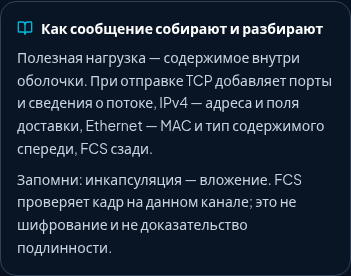 Как сообщение собирают и разбирают
Полезная нагрузка — содержимое внутри
оболочки. При отправке TCP добавляет порты
и сведения о потоке, IPv4 — адреса и поля
доставки, Ethernet — MAC и тип содержимого
спереди, FCS сзади.
Запомни: инкапсуляция — вложение. FCS
проверяет кадр на данном канале; это не
шифрование и не доказательство
подлинности.